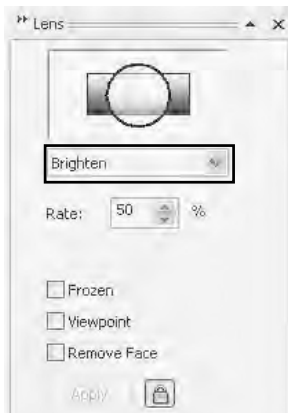 Lens
Brighten
Rate: 50 %
Frozen
Viewpoint
Remove Face
Apply